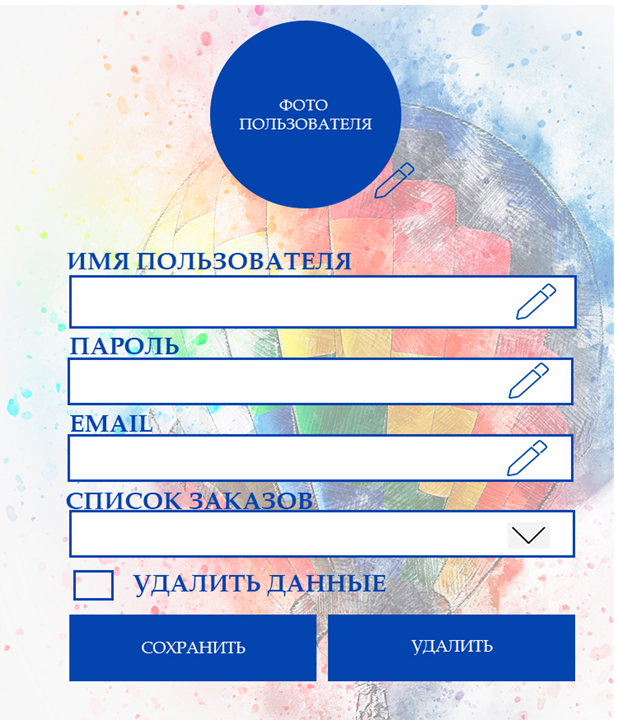 ФОТО
ПОЛЬЗОВАТЕЛЯ
ИМЯ ПОЛЬЗОВАТЕЛЯ
ПАРОЛЬ
EMAIL
СПИСОК ЗАКАЗОВ
УДАЛИТЬ ДАННЫЕ
СОХРАНИТЬ
УДАЛИТЬ